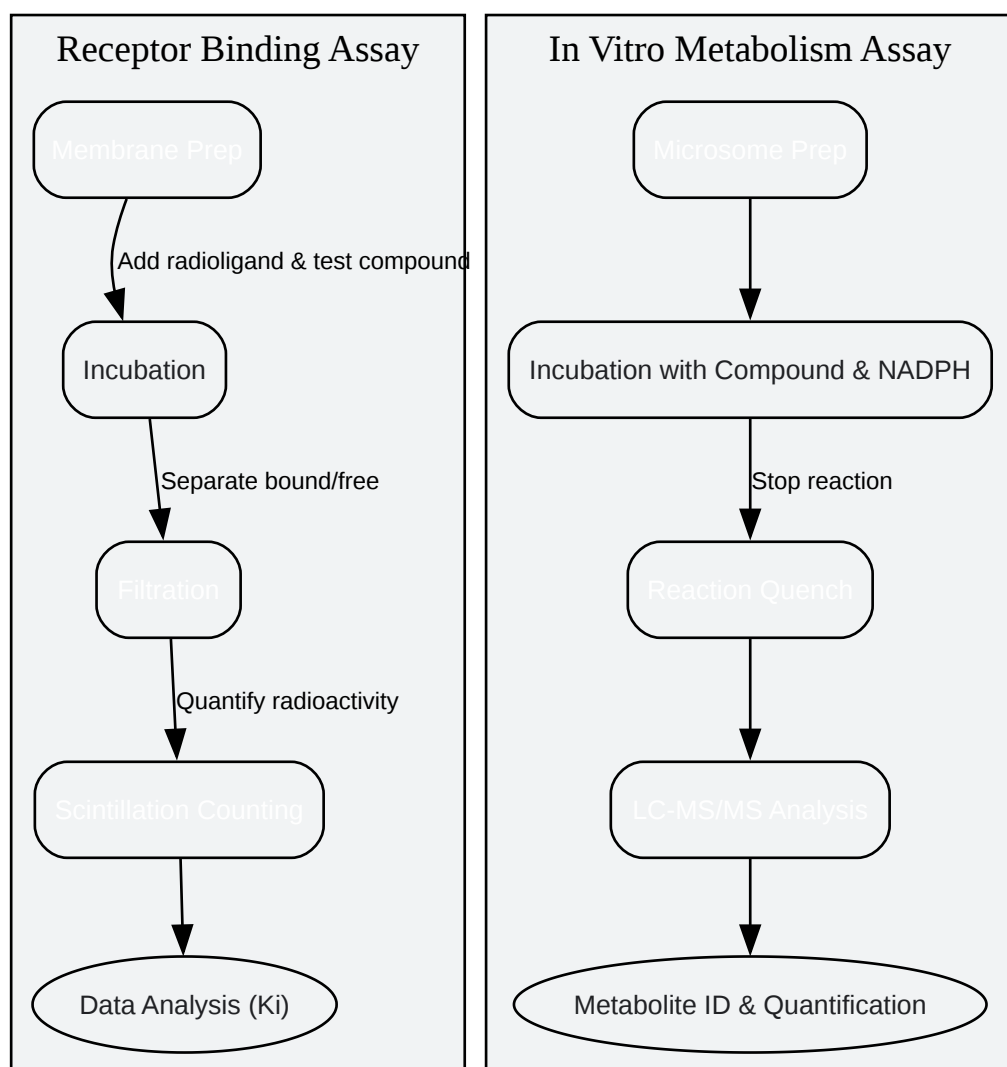 Receptor Binding Assay
Membrane Prep
Add radioligand & test compound
Incubation
Separate bound/free
Filtration
Quantify radioactivity
Scintillation Counting
Data Analysis (Ki)
In Vitro Metabolism Assay
Microsome Prep
Incubation with Compound & NADPH
Stop reaction
Reaction Quench
LC-MS/MS Analysis
Metabolite ID & Quantification